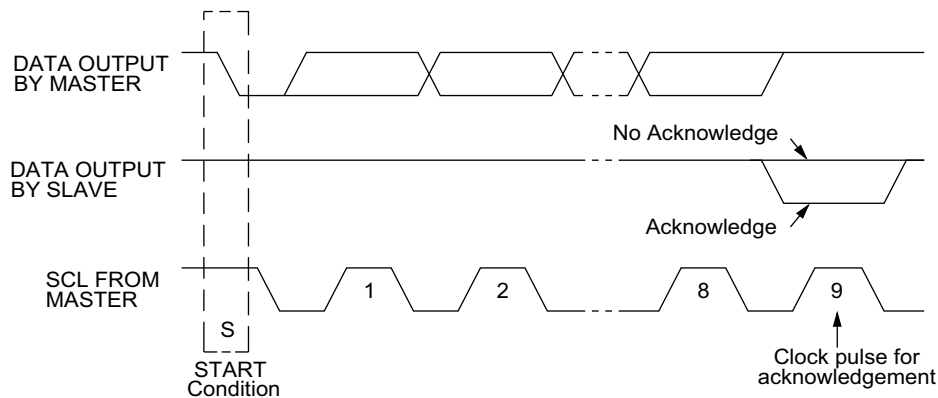 DATA OUTPUT
BY MASTER
No Acknowledge
DATA OUTPUT
BY SLAVE
Acknowledge
SCL FROM
MASTER
1
2
8
9
S
START
Condition
Clock pulse for
acknowledgement